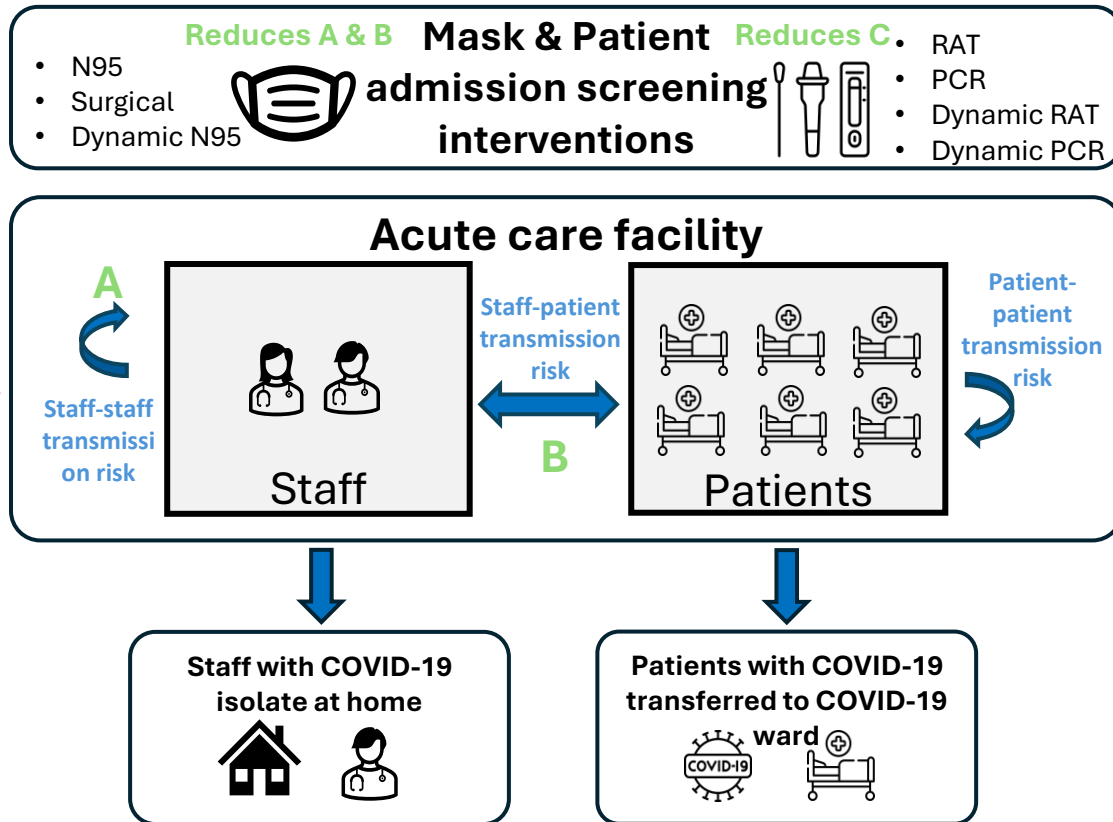 Reduces A & B
Mask & Patient
admission screening
interventions
Reduces C
• N95
• Surgical
• Dynamic N95
• RAT
• PCR
• Dynamic RAT
• Dynamic PCR
Acute care facility
A
Staff-staff
transmissi
on risk
Staff
Staff-patient
transmission
risk
B
Patients
Patient-
patient
transmission
risk
Staff with COVID-19
isolate at home
Patients with COVID-19
transferred to COVID-19
ward
COVID-19